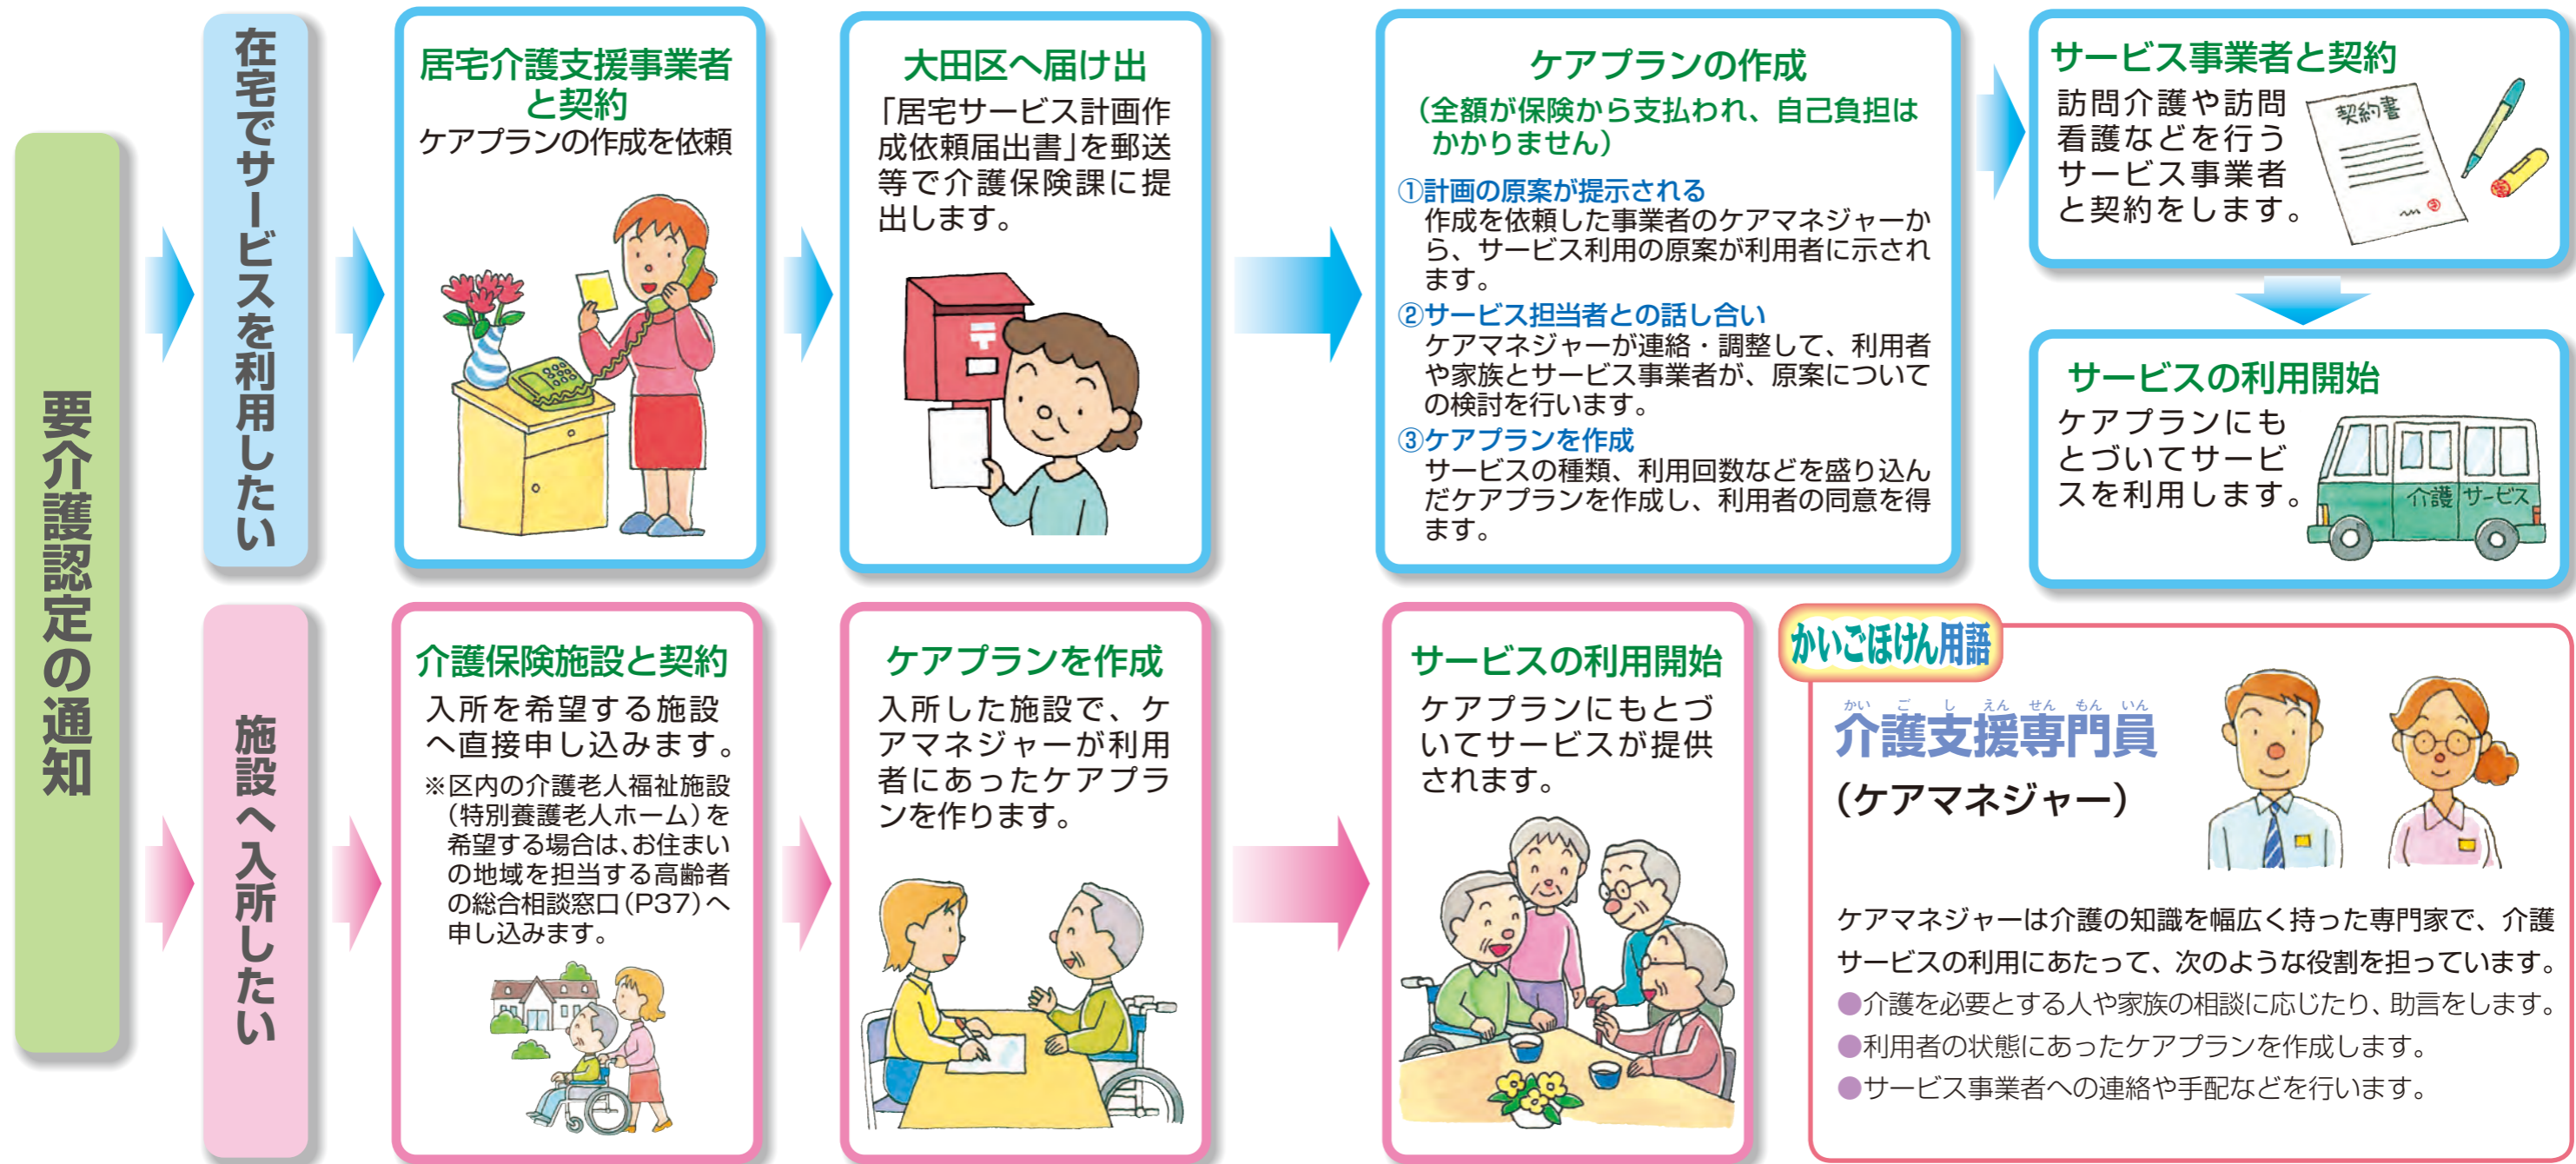 要介護認定の通知
在宅でサービスを利用したい
居宅介護支援事業者
と契約
ケアプランの作成を依頼
大田区へ届け出
「居宅サービス計画作
成依頼届出書」を郵送
等で介護保険課に提
出します。
ケアプランの作成
（全額が保険から支払われ、自己負担は
かかりません）
①計画の原案が提示される
作成を依頼した事業者のケアマネジャーか
ら、サービス利用の原案が利用者に示され
ます。
②サービス担当者との話し合い
ケアマネジャーが連絡・調整して、利用者
や家族とサービス事業者が、原案について
の検討を行います。
③ケアプランを作成
サービスの種類、利用回数などを盛り込ん
だケアプランを作成し、利用者の同意を得
ます。
サービス事業者と契約
訪問介護や訪問
看護などを行う
サービス事業者
と契約をします。
契約書
サービスの利用開始
ケアプランにも
とづいてサービ
スを利用します。
介護サービス
施設へ入所したい
介護保険施設と契約
入所を希望する施設
へ直接申し込みます。
※区内の介護老人福祉施設
（特別養護老人ホーム）を
希望する場合は、お住まい
の地域を担当する高齢者
の総合相談窓口（P37）へ
申し込みます。
ケアプランを作成
入所した施設で、ケ
アマネジャーが利用
者にあったケアプラ
ンを作ります。
サービスの利用開始
ケアプランにもとづ
いてサービスが提供
されます。
かいごほけん用語
かいごしえんせんもんいん
介護支援専門員
（ケアマネジャー）
ケアマネジャーは介護の知識を幅広く持った専門家で、介護
サービスの利用にあたって、次のような役割を担っています。
●介護を必要とする人や家族の相談に応じたり、助言をします。
●利用者の状態にあったケアプランを作成します。
●サービス事業者への連絡や手配などを行います。